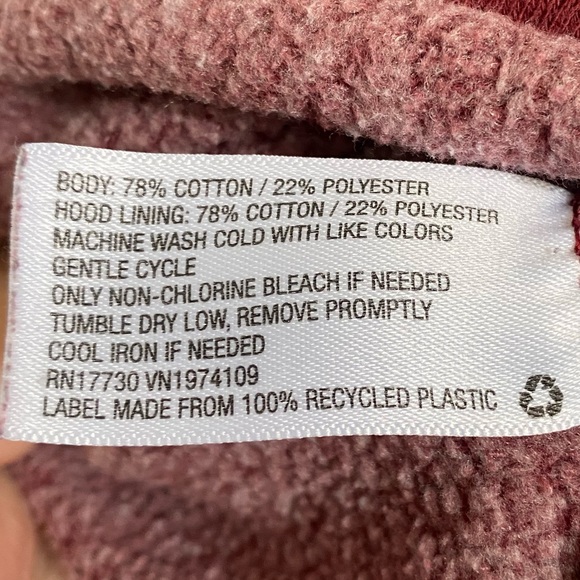 BODY: 78% COTTON / 22% POLYESTER
HOOD LINING: 78% COTTON / 22% POLYESTER
MACHINE WASH COLD WITH LIKE COLORS
GENTLE CYCLE
ONLY NON-CHLORINE BLEACH IF NEEDED
TUMBLE DRY LOW, REMOVE PROMPTLY
COOL IRON IF NEEDED
RN17730 VN1974109
LABEL MADE FROM 100% RECYCLED PLASTIC